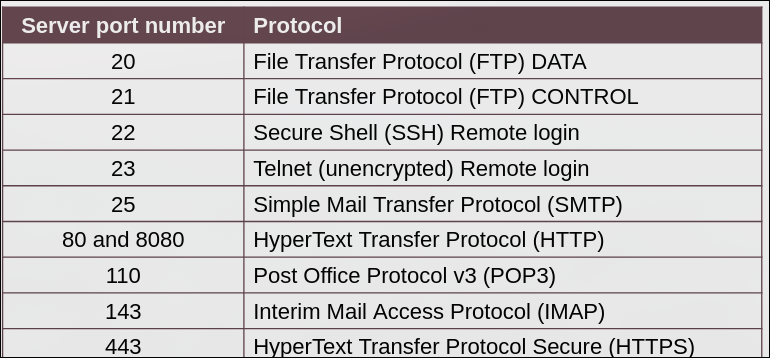 Server port number Protocol
20 File Transfer Protocol (FTP) DATA
21 File Transfer Protocol (FTP) CONTROL
22 Secure Shell (SSH) Remote login
23 Telnet (unencrypted) Remote login
25 Simple Mail Transfer Protocol (SMTP)
80 and 8080 HyperText Transfer Protocol (HTTP)
110 Post Office Protocol v3 (POP3)
143 Interim Mail Access Protocol (IMAP)
443 HyperText Transfer Protocol Secure (HTTPS)